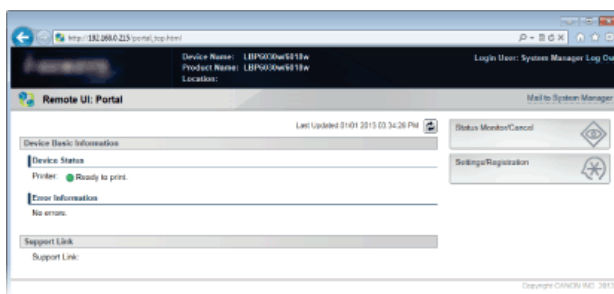 http://192.168.0.215/portal_top.html
Device Name: LBP6030w/6018w
Product Name: LBP6030w/6018w
Location:
Login User: System Manager Log Ou
Remote UI: Portal
Mail to System Manager
Last Updated 01/01 2013 03:34:26 PM
Device Basic Information
Device Status
Printer: Ready to print.
Error Information
No errors.
Support Link
Support Link:
Status Monitor/Cancel
Settings/Registration
Copyright CANON INC. 2013